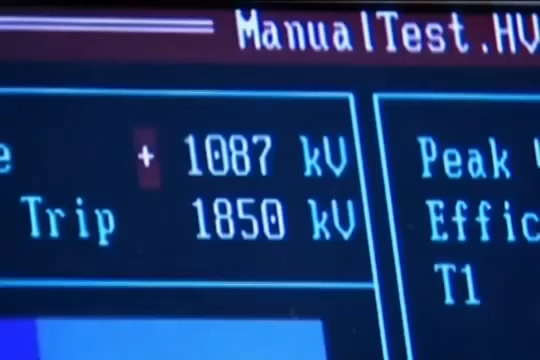 ManualTest.HV
e + 1087 kV
Trip 1850 kV
Peak
Effic
T1